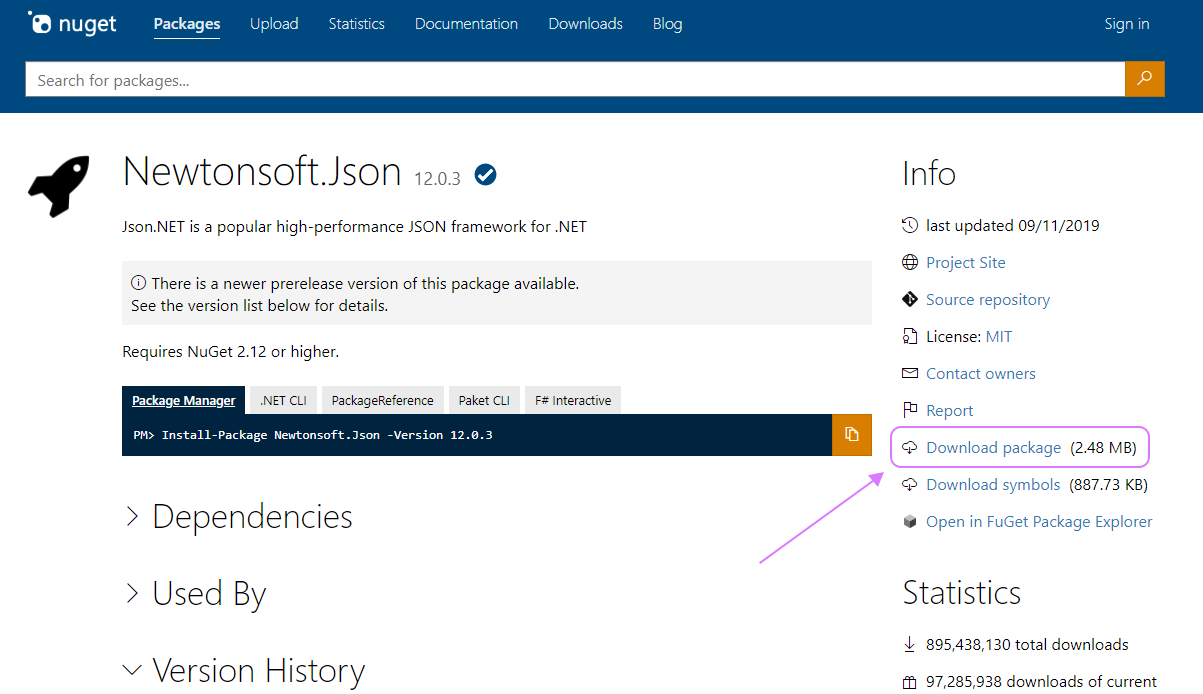 nuget
Packages
Upload
Statistics
Documentation
Downloads
Blog
Sign in
Search for packages...
Newtonsoft.Json 12.0.3
Json.NET is a popular high-performance JSON framework for .NET
There is a newer prerelease version of this package available.
See the version list below for details.
Requires NuGet 2.12 or higher.
Package Manager
.NET CLI
PackageReference
Paket CLI
F# Interactive
PM> Install-Package Newtonsoft.Json -Version 12.0.3
Dependencies
Used By
Version History
Info
last updated 09/11/2019
Project Site
Source repository
License: MIT
Contact owners
Report
Download package (2.48 MB)
Download symbols (887.73 KB)
Open in FuGet Package Explorer
Statistics
895,438,130 total downloads
97,285,938 downloads of current